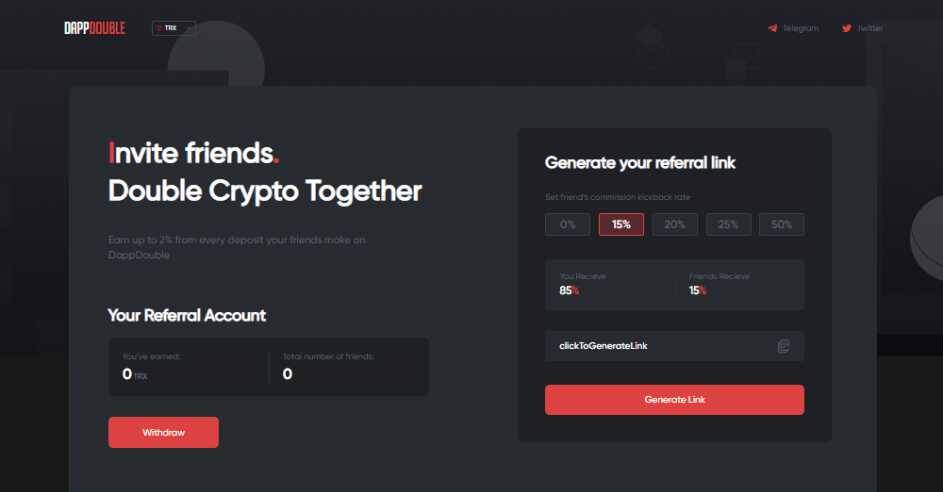 DAPPDOUBLE
TRX
Telegram
Twitter
Invite friends.
Double Crypto Together
Earn up to 2% from every deposit your friends make on
DappDouble
Your Referral Account
You've earned:
Total number of friends:
0 TRX
0
Withdraw
Generate your referral link
Set friend's commission kickback rate
0% 15% 20% 25% 50%
You Recieve
Friends Recieve
85%
15%
clickToGenerateLink
Generate Link